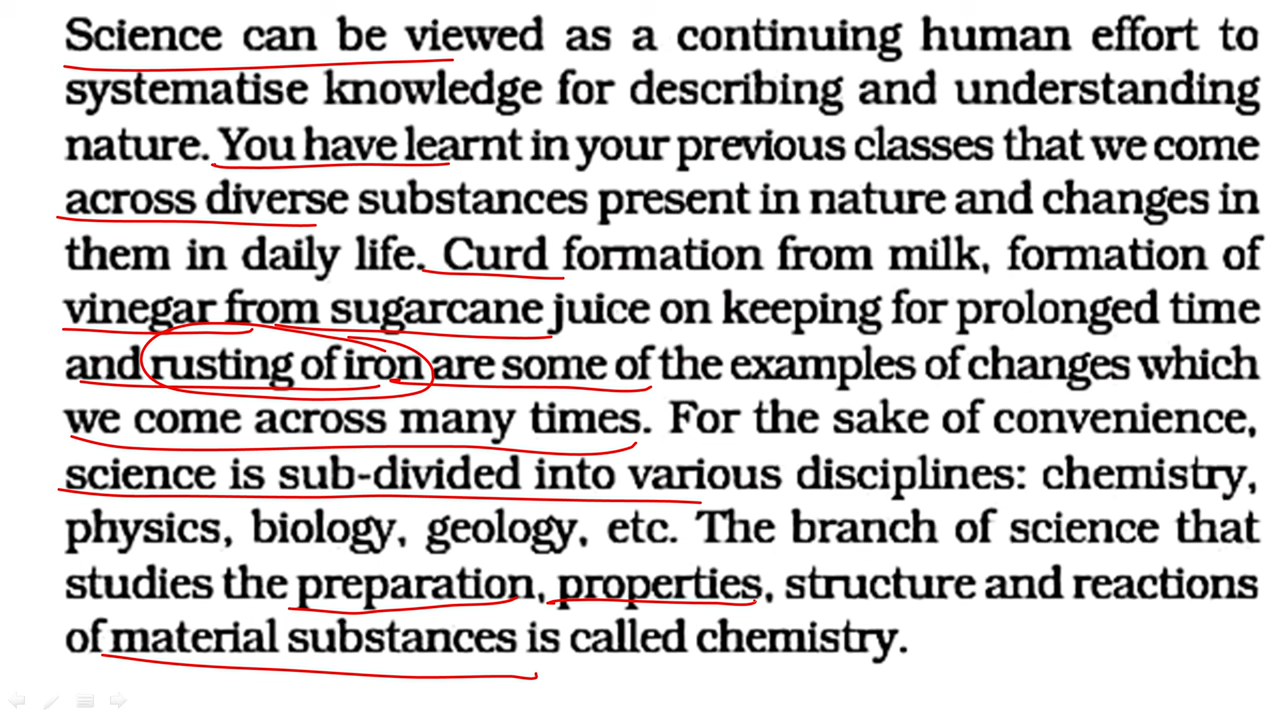 Science can be viewed as a continuing human effort to
systematise knowledge for describing and understanding
nature. You have learnt in your previous classes that we come
across diverse substances present in nature and changes in
them in daily life. Curd formation from milk, formation of
vinegar from sugarcane juice on keeping for prolonged time
and rusting of iron are some of the examples of changes which
we come across many times. For the sake of convenience,
science is sub-divided into various disciplines: chemistry,
physics, biology, geology, etc. The branch of science that
studies the preparation, properties, structure and reactions
of material substances is called chemistry.